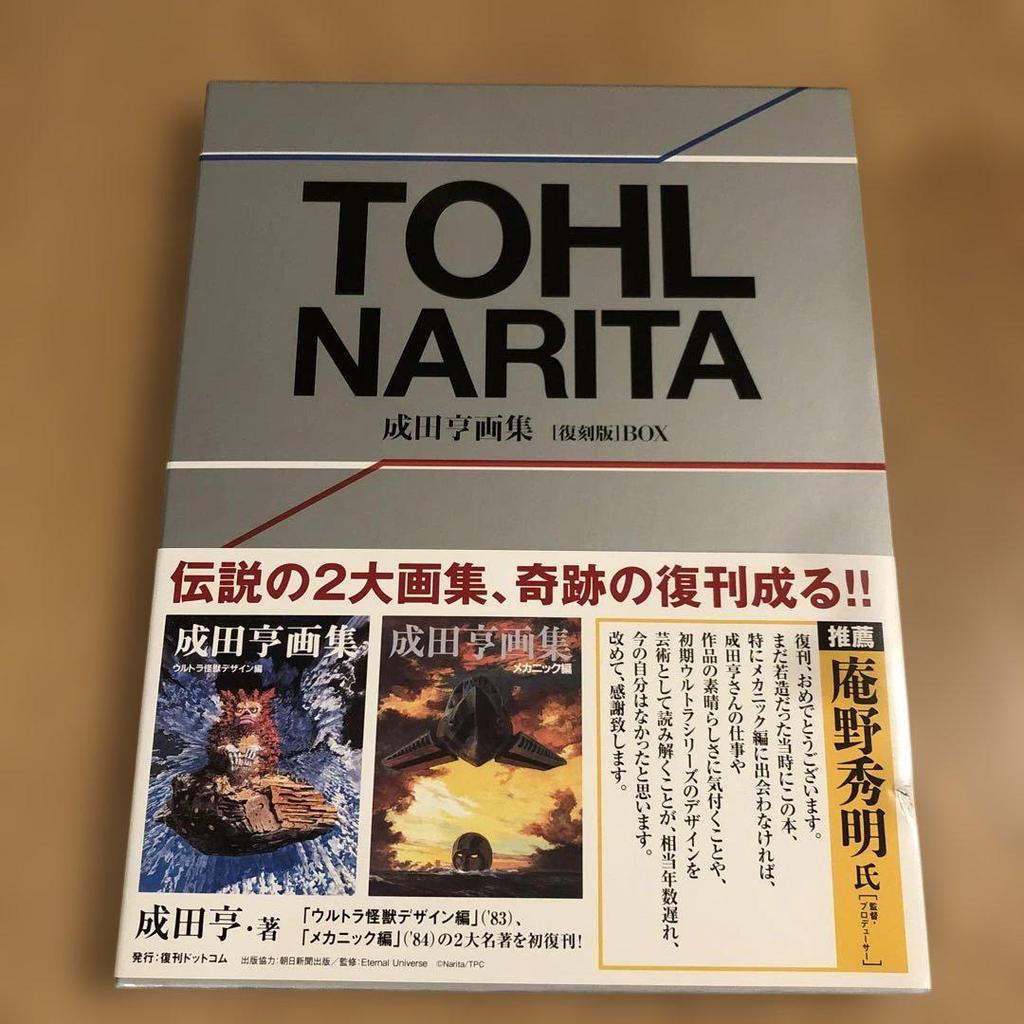 TOHL
NARITA
成田亨画集 [復刻版]BOX
伝説の2大画集、奇跡の復刊成る!!
成田亨画集
ウルトラ怪獣デザイン編
成田亨画集
メカニック編
推薦
庵野秀明氏[監督・プロデューサー]
復刊、おめでとうございます。
まだ若造だった当時にこの本、
特にメカニック編に出会わなければ、
成田亨さんの仕事や
作品の素晴らしさに気付くことや、
初期ウルトラシリーズのデザインを
芸術として読み解くことが、相当年数遅れ、
今の自分はなかったと思います。
改めて、感謝致します。
成田亨・著
「ウルトラ怪獣デザイン編」('83)、
「メカニック編」('84)の2大名著を初復刊!
発行:復刊ドットコム 出版協力:朝日新聞出版/監修:Eternal Universe ©Narita/TPC